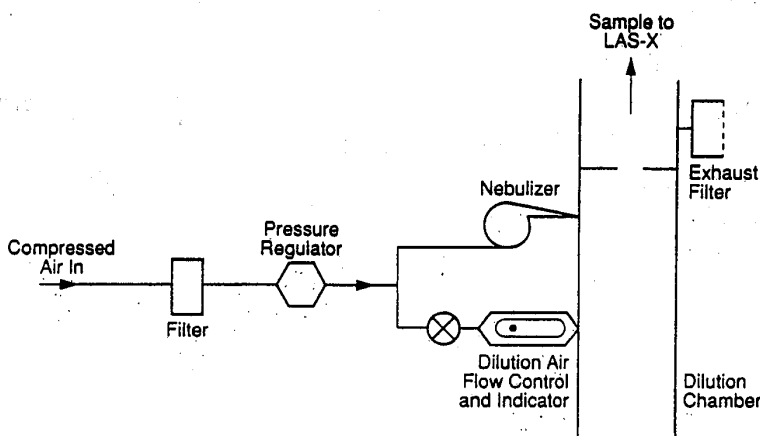 Sample to
LAS-X
Nebulizer
Exhaust
Filter
Pressure
Regulator
Compressed
Air In
Filter
Dilution Air
Flow Control
and Indicator
Dilution
Chamber